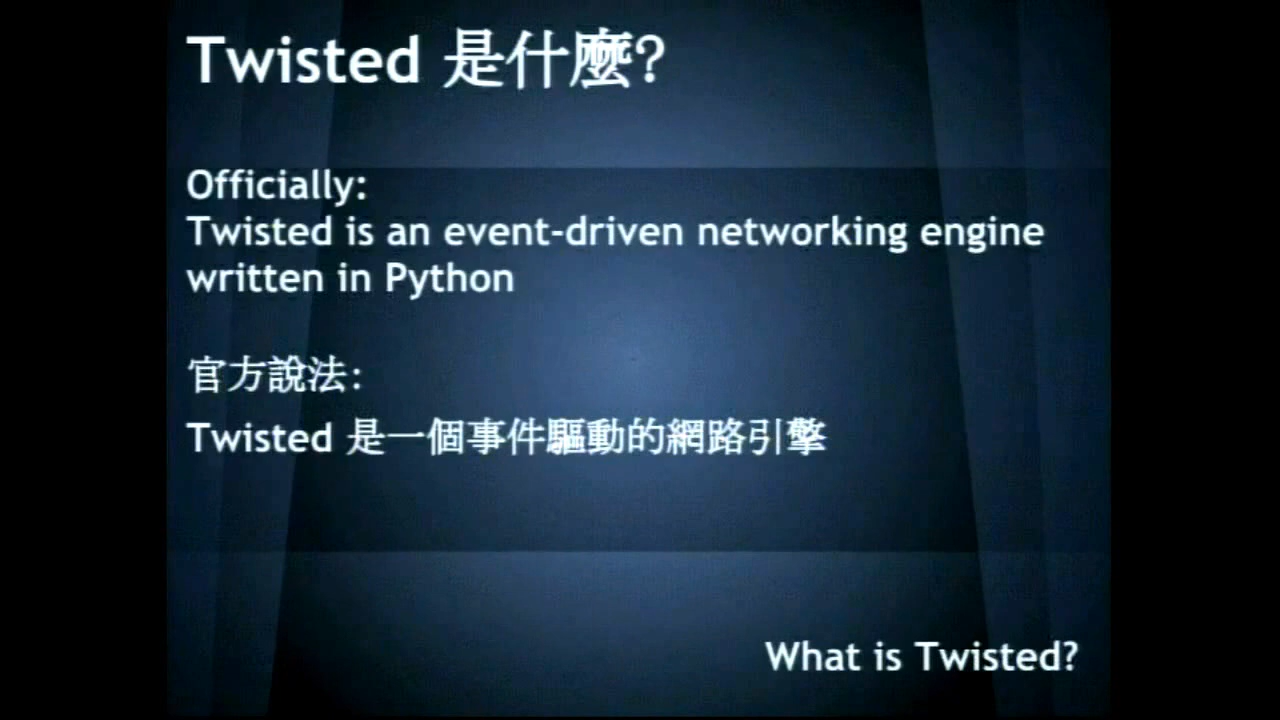 Twisted 是什麼?
Officially:
Twisted is an event-driven networking engine
written in Python
官方說法:
Twisted 是一個事件驅動的網路引擎
What is Twisted?